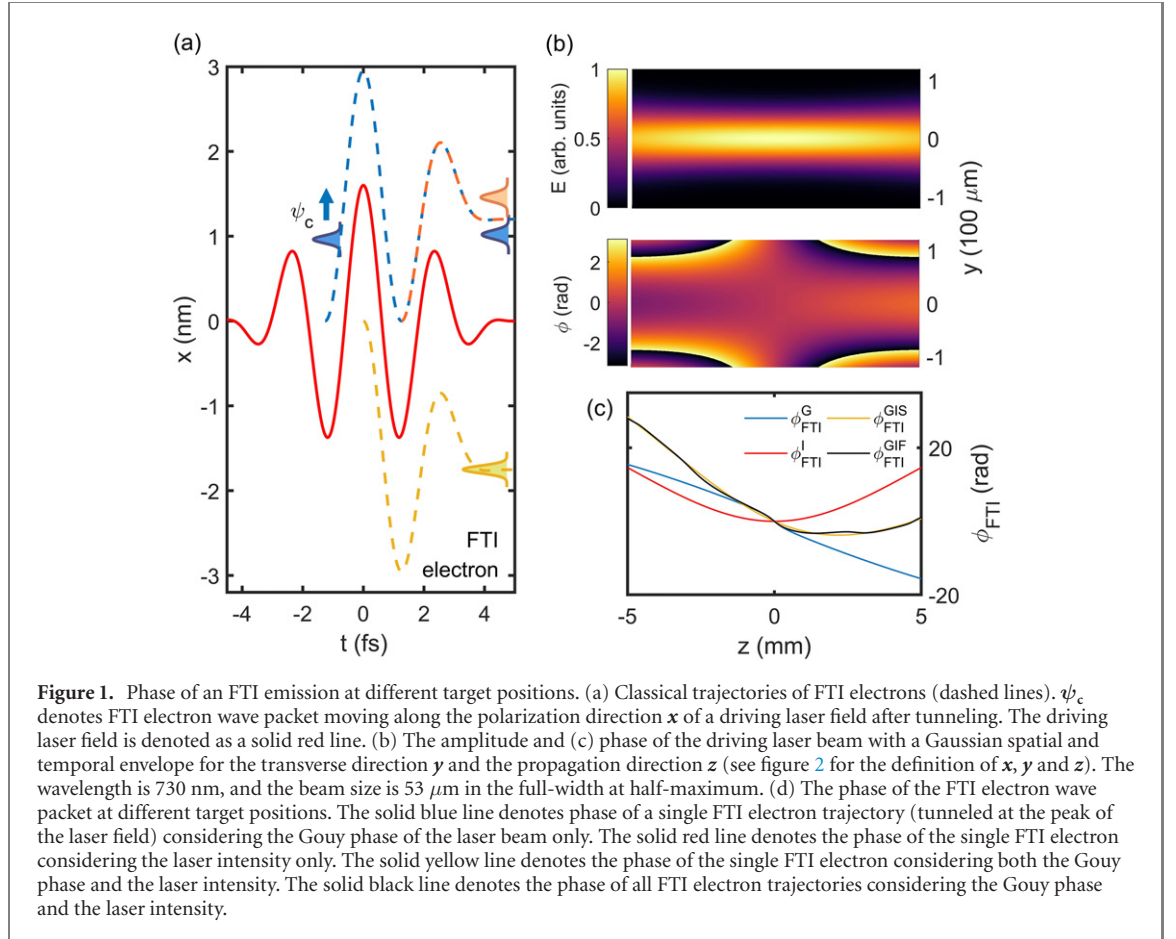 (a)
3
2
1
0
-1
-2
-3
x (nm)
ψc
FTI
electron
-4 -2 0 2 4
t (fs)
(b)
1
0.5
0
E (arb. units)
1
0
-1
2
0
-2
ϕ (rad)
1
0
-1
y (100 μm)
(c)
ϕ^G_FTI ϕ^GIS_FTI
ϕ^I_FTI ϕ^GIF_FTI
20
-20
ϕ_FTI (rad)
-5 0 5
z (mm)
Figure 1. Phase of an FTI emission at different target positions. (a) Classical trajectories of FTI electrons (dashed lines). ψc
denotes FTI electron wave packet moving along the polarization direction x of a driving laser field after tunneling. The driving
laser field is denoted as a solid red line. (b) The amplitude and (c) phase of the driving laser beam with a Gaussian spatial and
temporal envelope for the transverse direction y and the propagation direction z (see figure 2 for the definition of x, y and z). The
wavelength is 730 nm, and the beam size is 53 μm in the full-width at half-maximum. (d) The phase of the FTI electron wave
packet at different target positions. The solid blue line denotes phase of a single FTI electron trajectory (tunneled at the peak of
the laser field) considering the Gouy phase of the laser beam only. The solid red line denotes the phase of the single FTI electron
considering the laser intensity only. The solid yellow line denotes the phase of the single FTI electron considering both the Gouy
phase and the laser intensity. The solid black line denotes the phase of all FTI electron trajectories considering the Gouy phase
and the laser intensity.